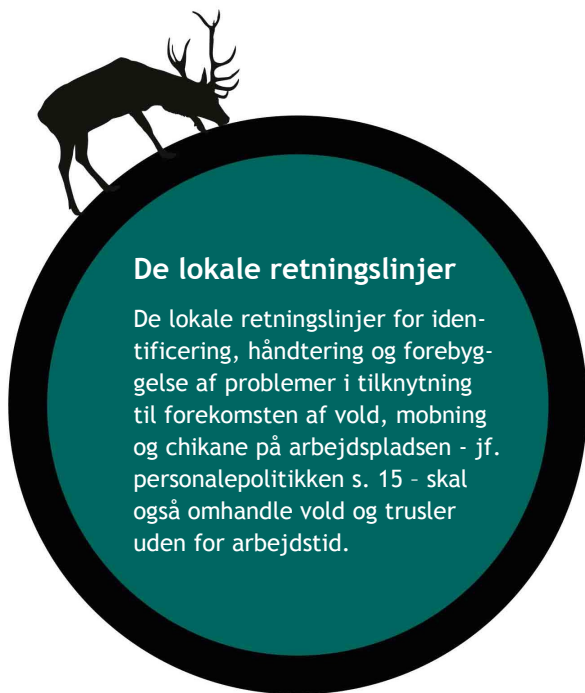 De lokale retningslinjer
De lokale retningslinjer for iden-
tificering, håndtering og forebyg-
gelse af problemer i tilknytning
til forekomsten af vold, mobning
og chikane på arbejdspladsen - jf.
personalepolitikken s. 15 – skal
også omhandle vold og trusler
uden for arbejdstid.